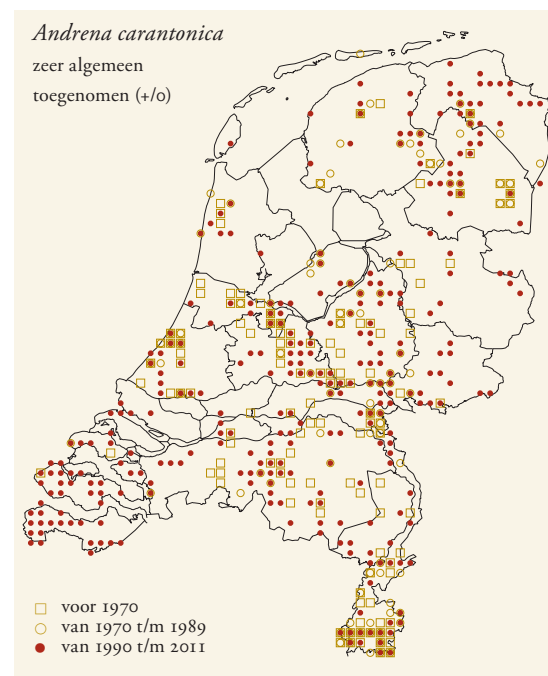 Andrena carantonica
zeer algemeen
toegenomen (+/0)
voor 1970
van 1970 t/m 1989
van 1990 t/m 2011